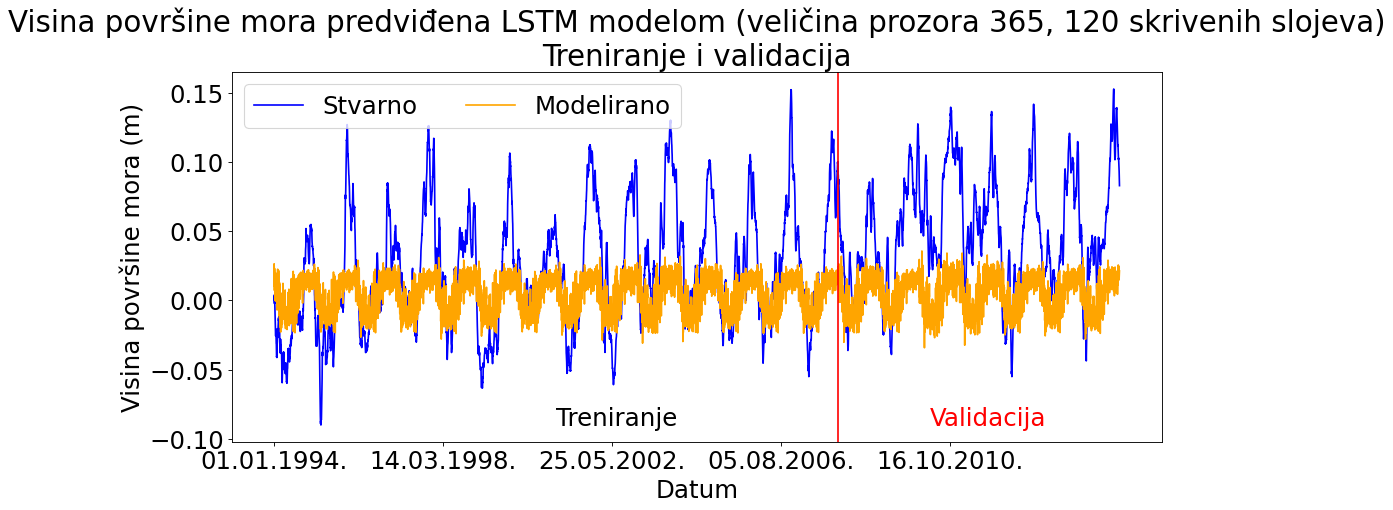 Visina površine mora predviđena LSTM modelom (veličina prozora 365, 120 skrivenih slojeva)
Treniranje i validacija
Stvarno Modelirano
Visina površine mora (m)
0.15
0.10
0.05
0.00
−0.05
−0.10
Treniranje Validacija
01.01.1994. 14.03.1998. 25.05.2002. 05.08.2006. 16.10.2010.
Datum